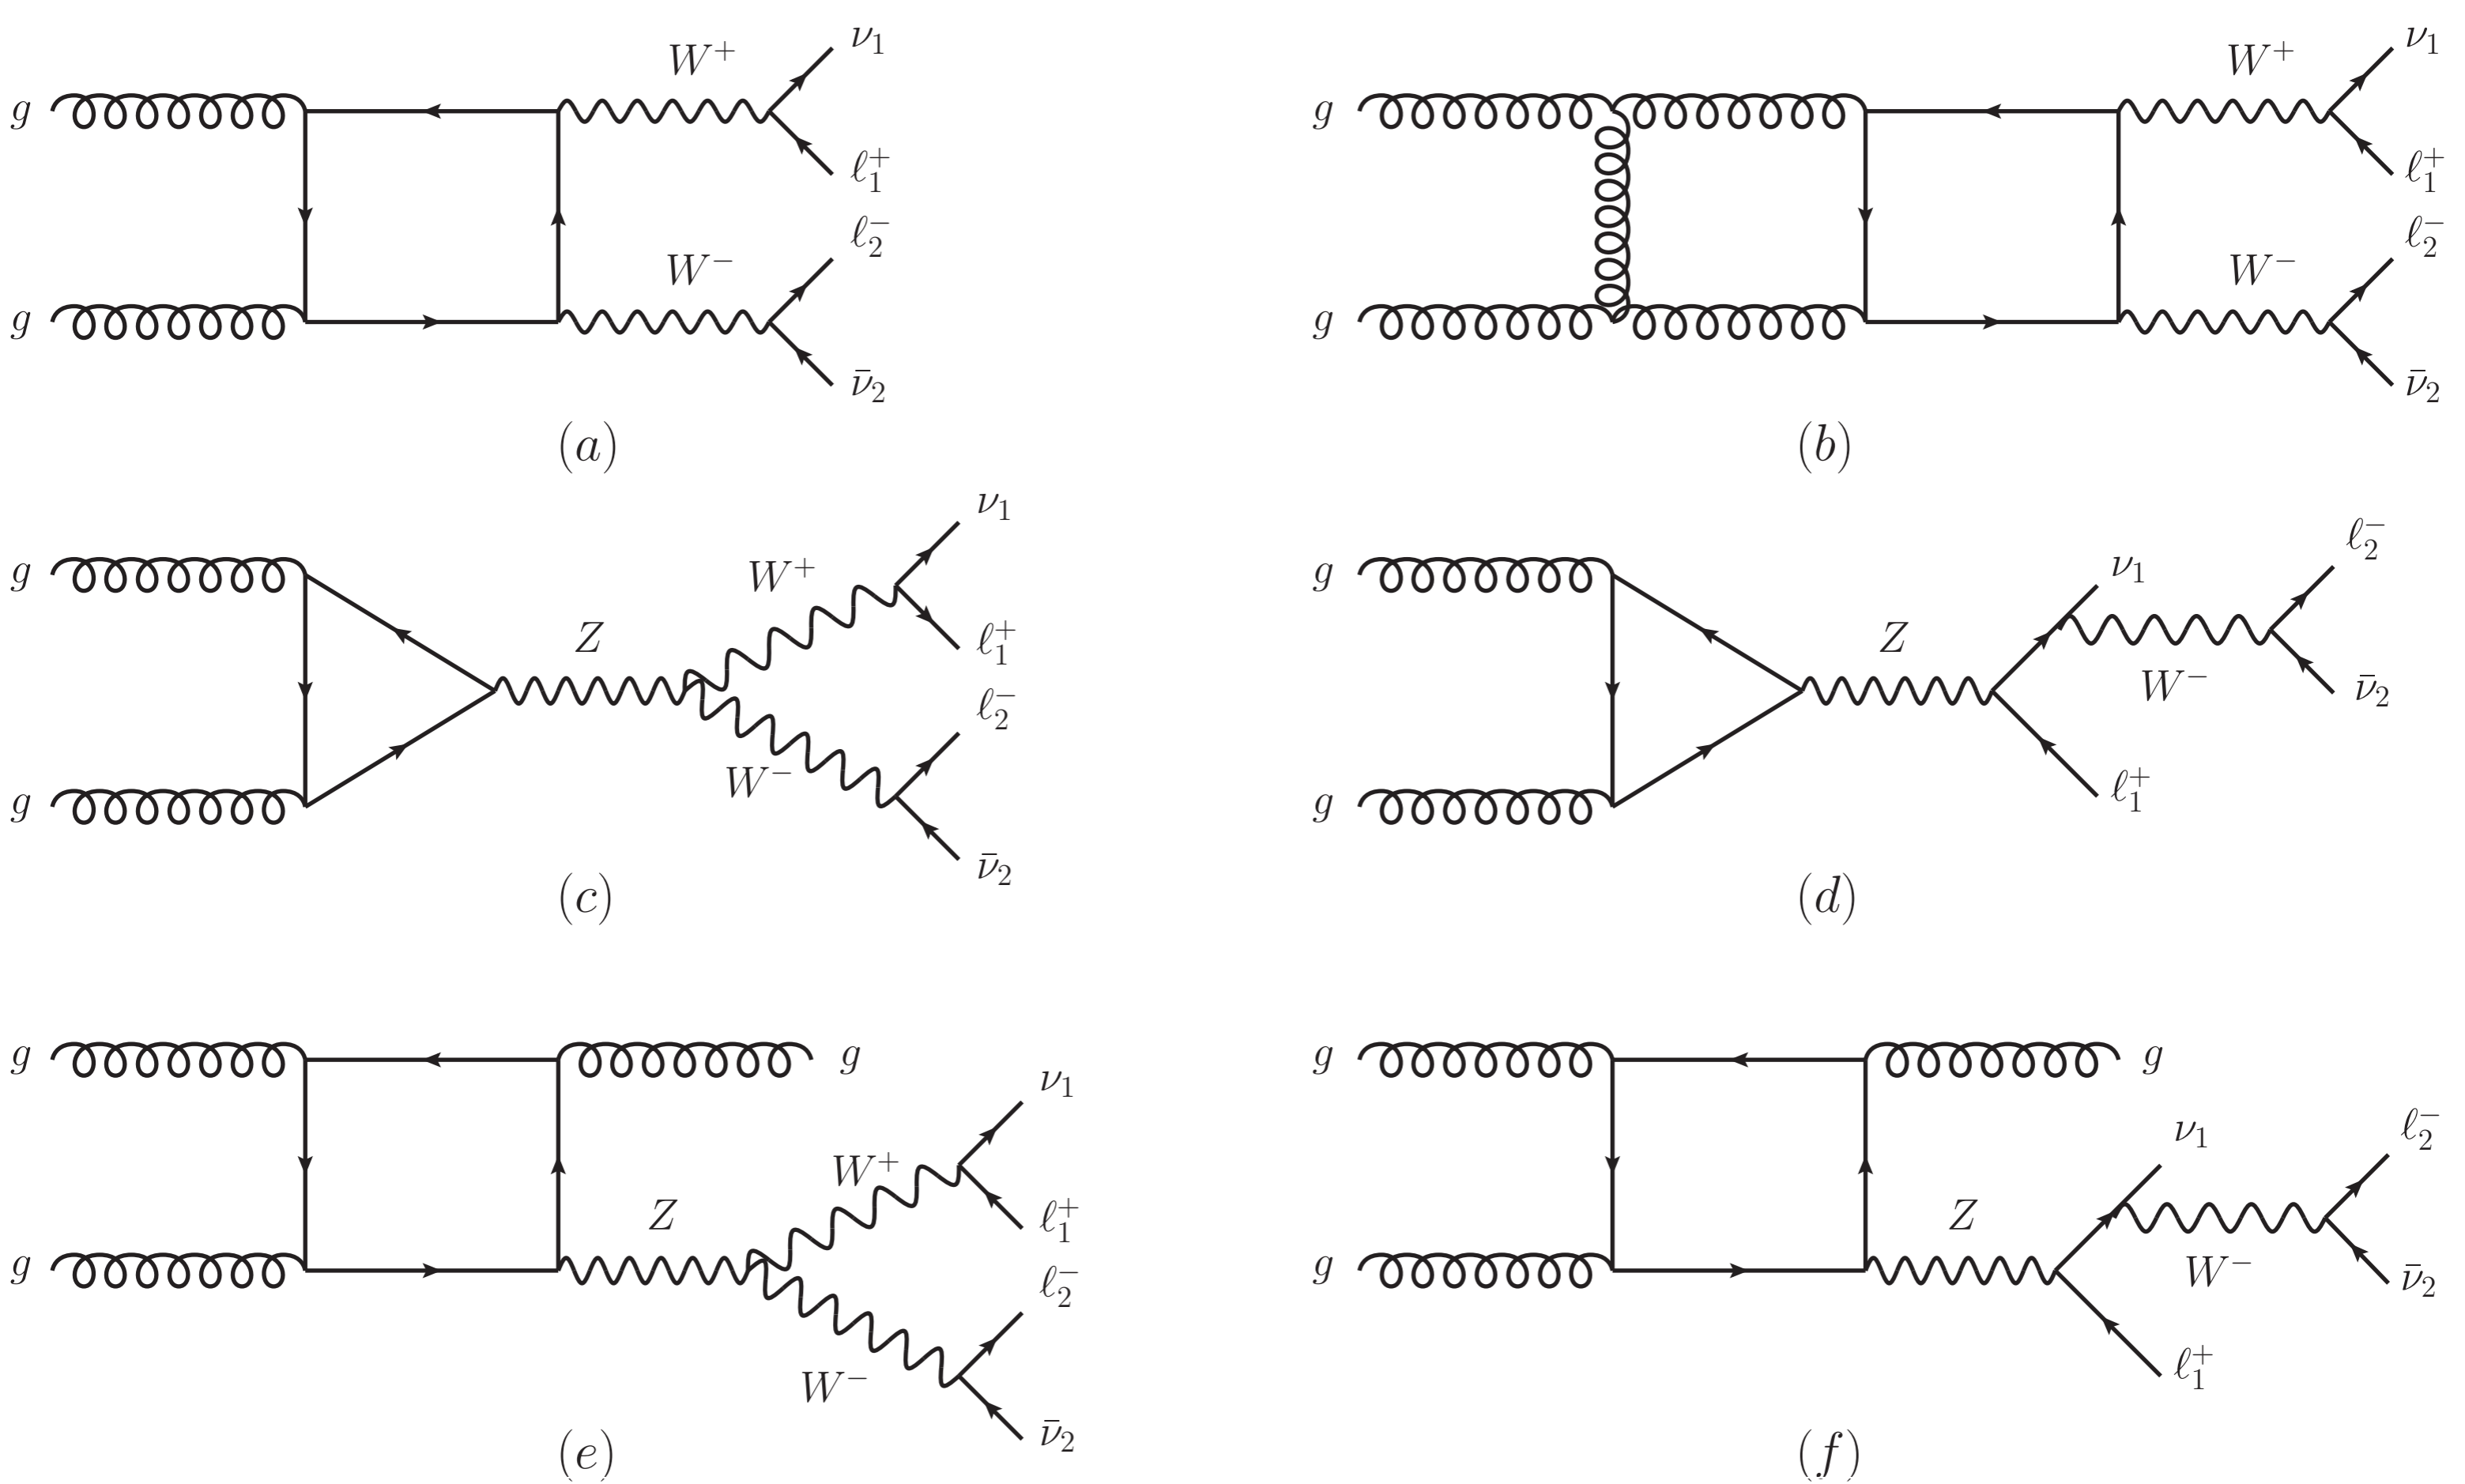 g W⁺ ν₁ ℓ₁⁺
g W⁻ ℓ₂⁻ ν̄₂
(a)
g W⁺ ν₁ ℓ₁⁺
g W⁻ ℓ₂⁻ ν̄₂
(b)
g Z W⁺ ν₁ ℓ₁⁺
g W⁻ ℓ₂⁻ ν̄₂
(c)
g Z ν₁ W⁻ ℓ₂⁻ ν̄₂
g ℓ₁⁺
(d)
g g
g Z W⁺ ν₁ ℓ₁⁺
W⁻ ℓ₂⁻ ν̄₂
(e)
g g
g Z ν₁ W⁻ ℓ₂⁻ ν̄₂
ℓ₁⁺
(f)